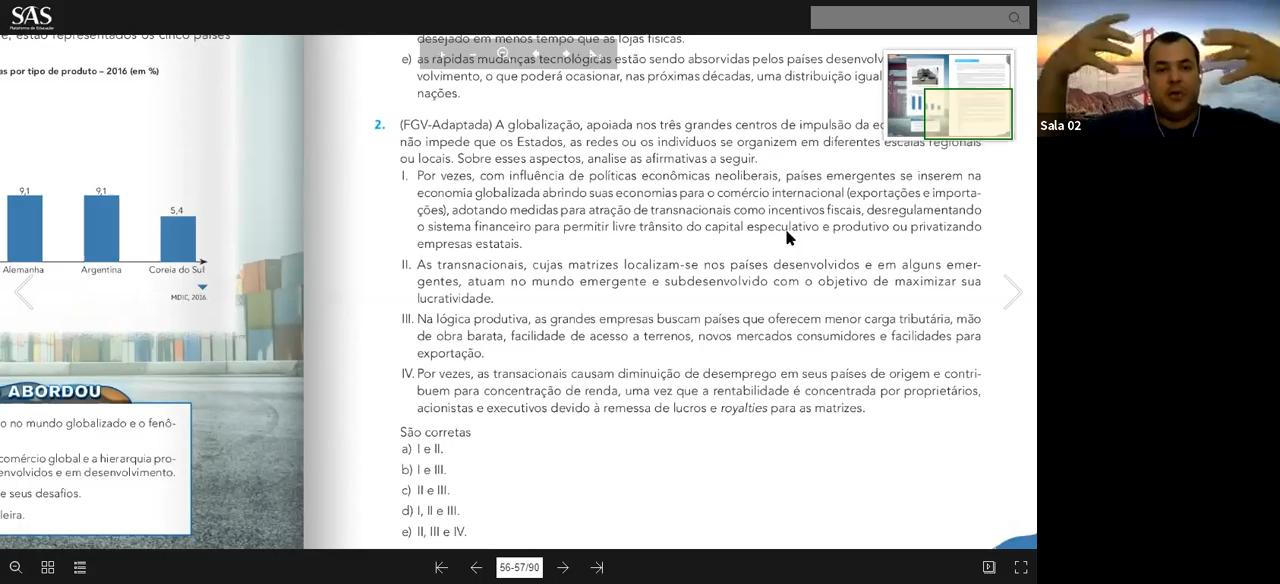 SAS
Plataforma de Educação
e, estão representados os cinco países
as por tipo de produto – 2016 (em %)
9,1
9,1
5,4
Alemanha
Argentina
Coreia do Sul
MDIC, 2016.
ABORDOU
o no mundo globalizado e o fenô-
comércio global e a hierarquia pro-
envolvidos e em desenvolvimento.
e seus desafios.
leira.
desejado em menos tempo que as lojas físicas.
e) as rápidas mudanças tecnológicas estão sendo absorvidas pelos países desenvol
volvimento, o que poderá ocasionar, nas próximas décadas, uma distribuição igual
nações.
2. (FGV-Adaptada) A globalização, apoiada nos três grandes centros de impulsão da
não impede que os Estados, as redes ou os indivíduos se organizem em diferentes escalas regionais
ou locais. Sobre esses aspectos, analise as afirmativas a seguir.
I. Por vezes, com influência de políticas econômicas neoliberais, países emergentes se inserem na
economia globalizada abrindo suas economias para o comércio internacional (exportações e importa-
ções), adotando medidas para atração de transnacionais como incentivos fiscais, desregulamentando
o sistema financeiro para permitir livre trânsito do capital especulativo e produtivo ou privatizando
empresas estatais.
II. As transnacionais, cujas matrizes localizam-se nos países desenvolvidos e em alguns emer-
gentes, atuam no mundo emergente e subdesenvolvido com o objetivo de maximizar sua
lucratividade.
III. Na lógica produtiva, as grandes empresas buscam países que oferecem menor carga tributária, mão
de obra barata, facilidade de acesso a terrenos, novos mercados consumidores e facilidades para
exportação.
IV. Por vezes, as transacionais causam diminuição de desemprego em seus países de origem e contri-
buem para concentração de renda, uma vez que a rentabilidade é concentrada por proprietários,
acionistas e executivos devido à remessa de lucros e royalties para as matrizes.
São corretas
a) I e II.
b) I e III.
c) II e III.
d) I, II e III.
e) II, III e IV.
56-57/90
Sala 02